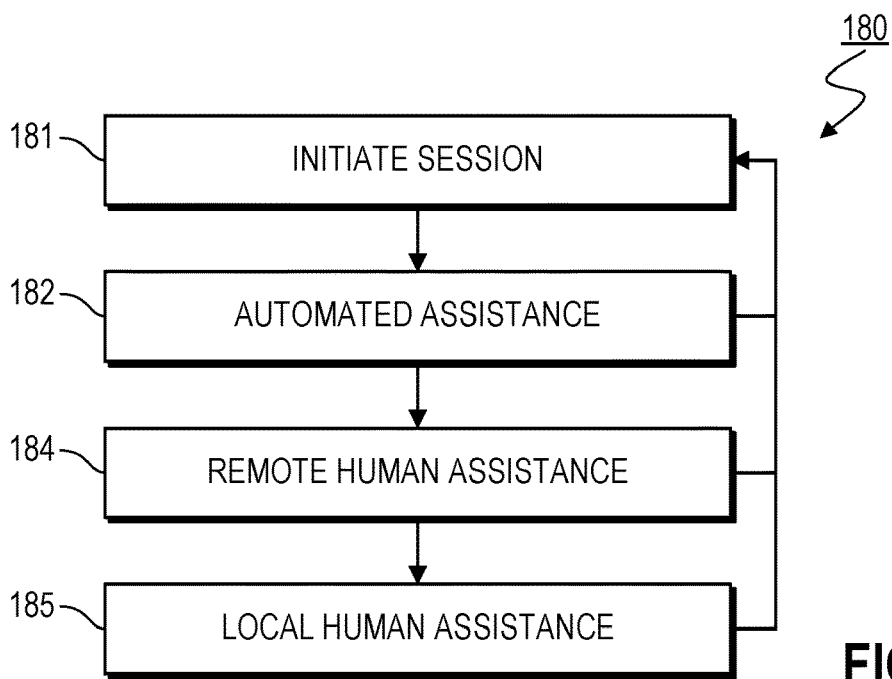 180
181
INITIATE SESSION
182
AUTOMATED ASSISTANCE
184
REMOTE HUMAN ASSISTANCE
185
LOCAL HUMAN ASSISTANCE